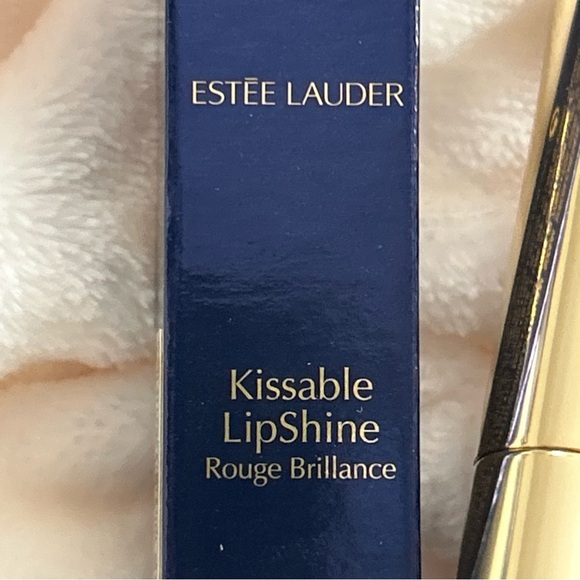 ESTĒE LAUDER
Kissable
LipShine
Rouge Brillance